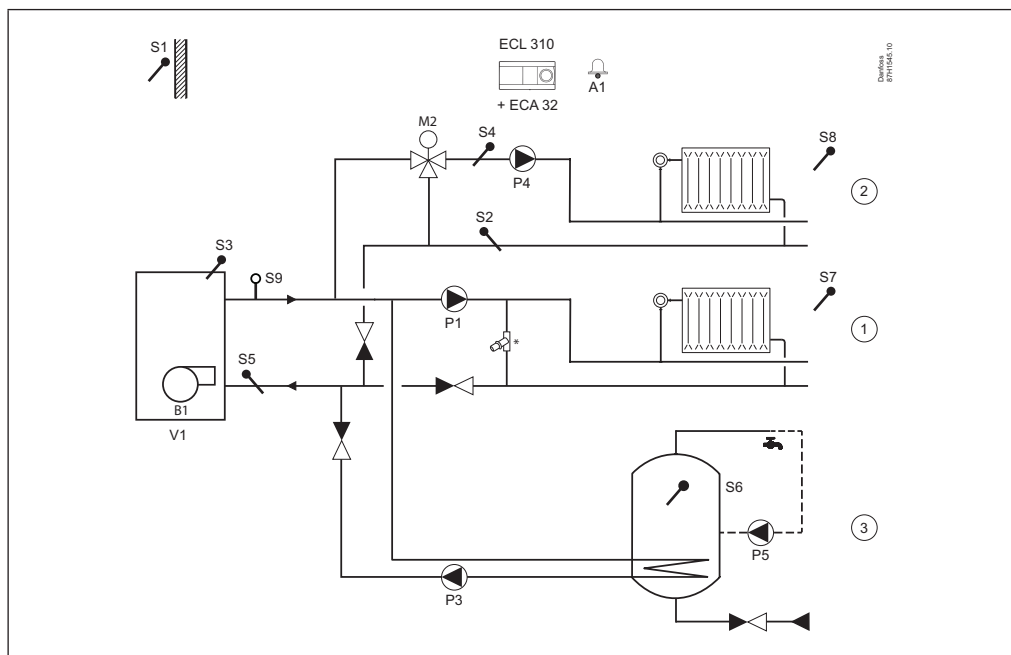 S1
ECL 310
A1
+ ECA 32
Danfoss
87H1545.10
M2
S4
P4
S8
2
S2
S3
S9
P1
S7
*
1
S5
B1
V1
S6
3
P5
P3